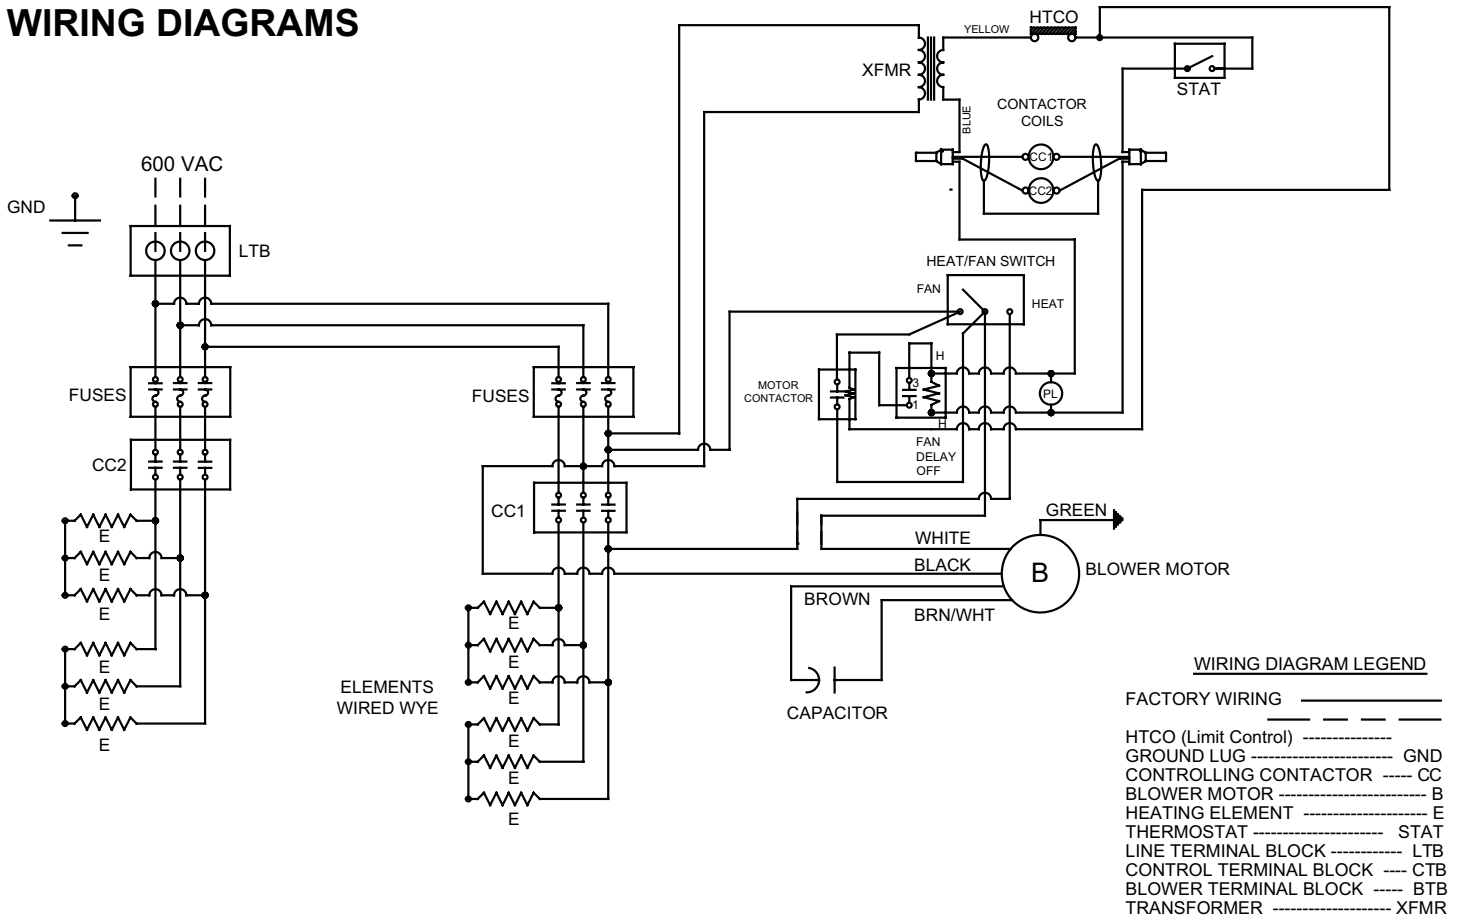 WIRING DIAGRAMS
HTCO
YELLOW
XFMR
STAT
CONTACTOR
COILS
BLUE
CC1
CC2
600 VAC
GND
LTB
HEAT/FAN SWITCH
FAN
HEAT
H
3
1
H
PL
MOTOR
CONTACTOR
FAN
DELAY
OFF
FUSES
FUSES
CC2
CC1
E
E
E
E
E
E
E
E
E
E
E
E
ELEMENTS
WIRED WYE
GREEN
WHITE
BLACK
B
BLOWER MOTOR
BROWN
BRN/WHT
CAPACITOR
WIRING DIAGRAM LEGEND
FACTORY WIRING
HTCO (Limit Control) ---------------
GROUND LUG ------------------------ GND
CONTROLLING CONTACTOR ----- CC
BLOWER MOTOR ------------------------- B
HEATING ELEMENT --------------------- E
THERMOSTAT ---------------------- STAT
LINE TERMINAL BLOCK ------------ LTB
CONTROL TERMINAL BLOCK ---- CTB
BLOWER TERMINAL BLOCK ----- BTB
TRANSFORMER -------------------- XFMR